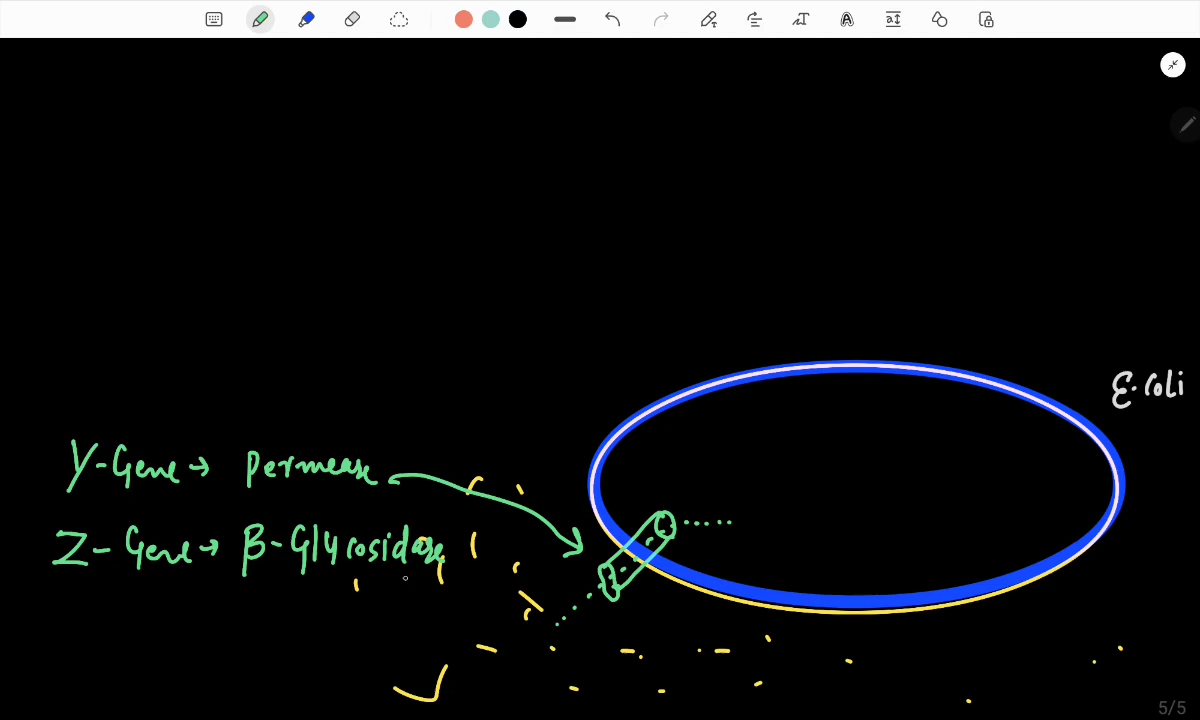 E.coli
Y-Gene → permease
Z-Gene → β-Glycosidase
5/5